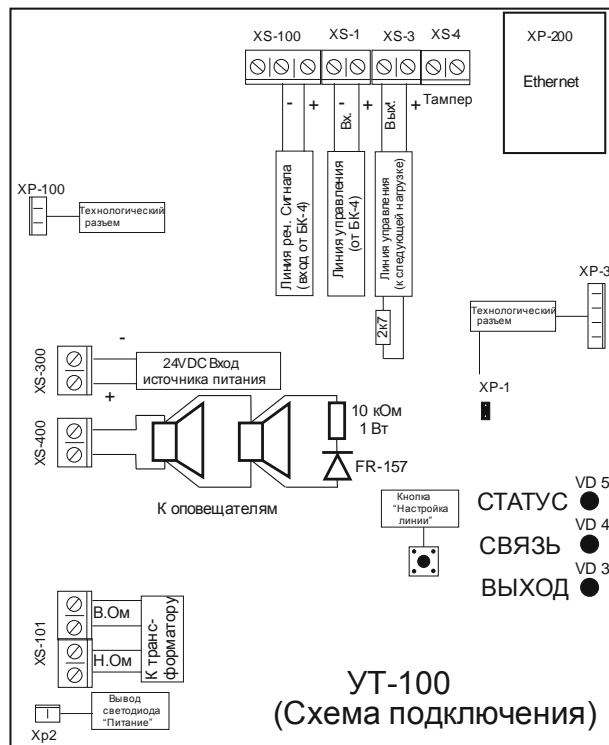 XS-100 XS-1 XS-3 XS-4
XP-200
Ethernet
- + - Вх. + Вых! + Тампер
Линия реч. Сигнала
(вход от БК-4)
Линия управления
(от БК-4)
Линия управления
(к следующей нагрузке)
2к7
XP-100
Технологический
разъем
XP-3
Технологический
разъем
XP-1
XS-300
-
+
24VDC Вход
источника питания
XS-400
10 кОм
1 Вт
FR-157
К оповещателям
Кнопка
“Настройка
линии”
СТАТУС VD 5
СВЯЗЬ VD 4
ВЫХОД VD 3
XS-101
В.Ом
Н.Ом
К транс-
форматору
Xp2
Вывод
светодиода
“Питание”
УТ-100
(Схема подключения)